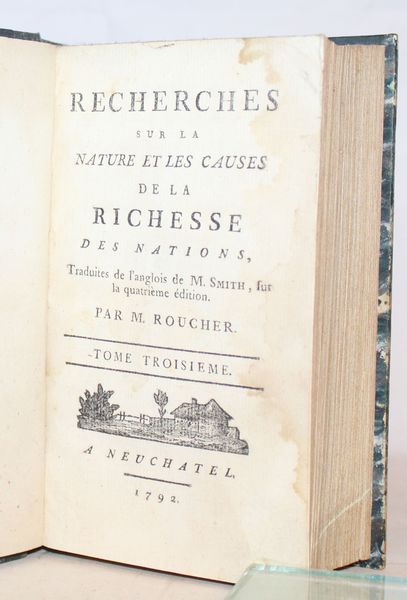 RECHERCHES
SUR LA
NATURE ET LES CAUSES
DE LA
RICHESSE
DES NATIONS,
Traduites de l'anglois de M. SMITH, sur
la quatrième édition.
PAR M. ROUCHER.
TOME TROISIEME.
A NEUCHATEL,
1792.